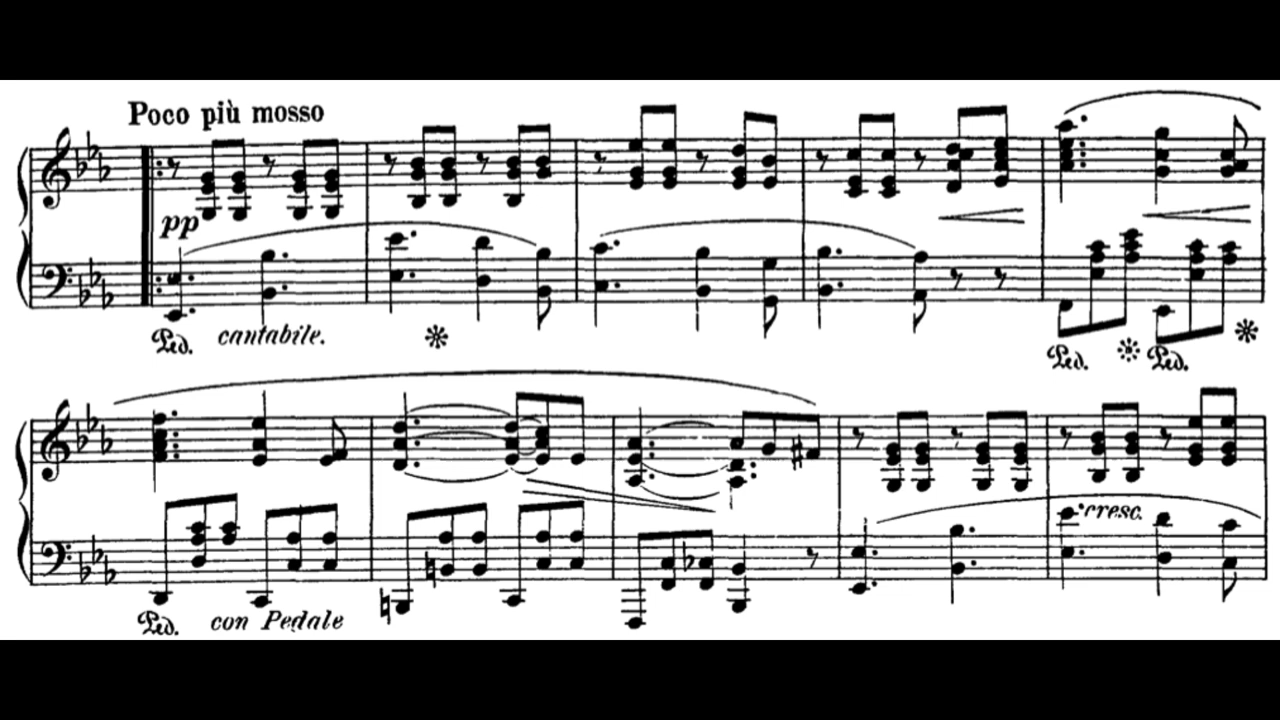 Poco più mosso
pp
Ped. cantabile.
Ped. Ped.
cresc.
Ped. con Pedale